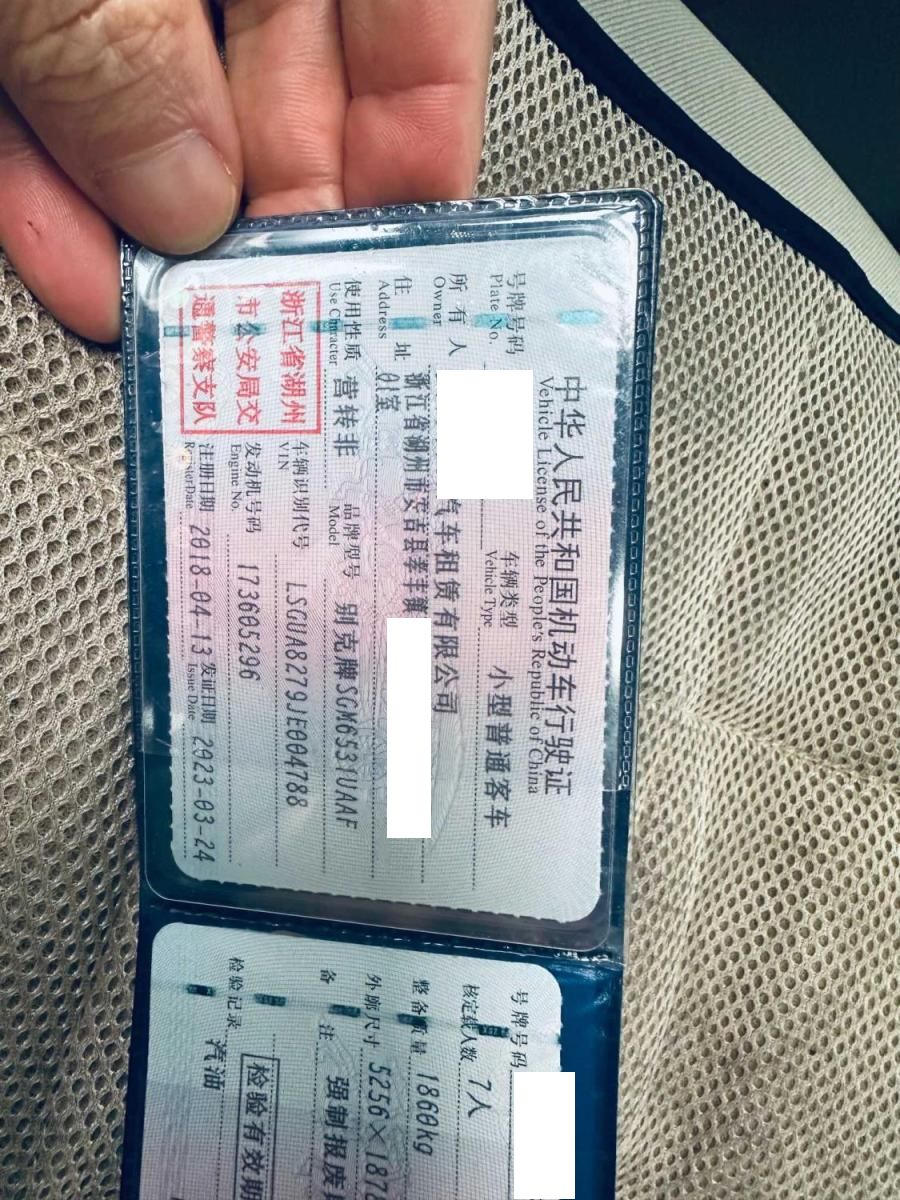 中华人民共和国机动车行驶证
Vehicle License of the People's Republic of China
号牌号码
Plate No.
车辆类型 小型普通客车
Vehicle Type
所有人 汽车租赁有限公司
Owner
住址 浙江省湖州市安吉县孝丰镇
Address 01室
使用性质 营转非 品牌型号 别克牌SGM6531UAAF
Use Character Model
浙江省湖州
市公安局交
通警察支队
车辆识别代号 LSGUA8279JE004788
VIN
发动机号码 173605296
Engine No.
注册日期 2018-04-13 发证日期 2023-03-24
Register Date Issue Date
号牌号码
核定载人数 7人
整备质量 1860kg
外廓尺寸 5256×1872
备注 强制报废
检验有效期
检验记录 汽油